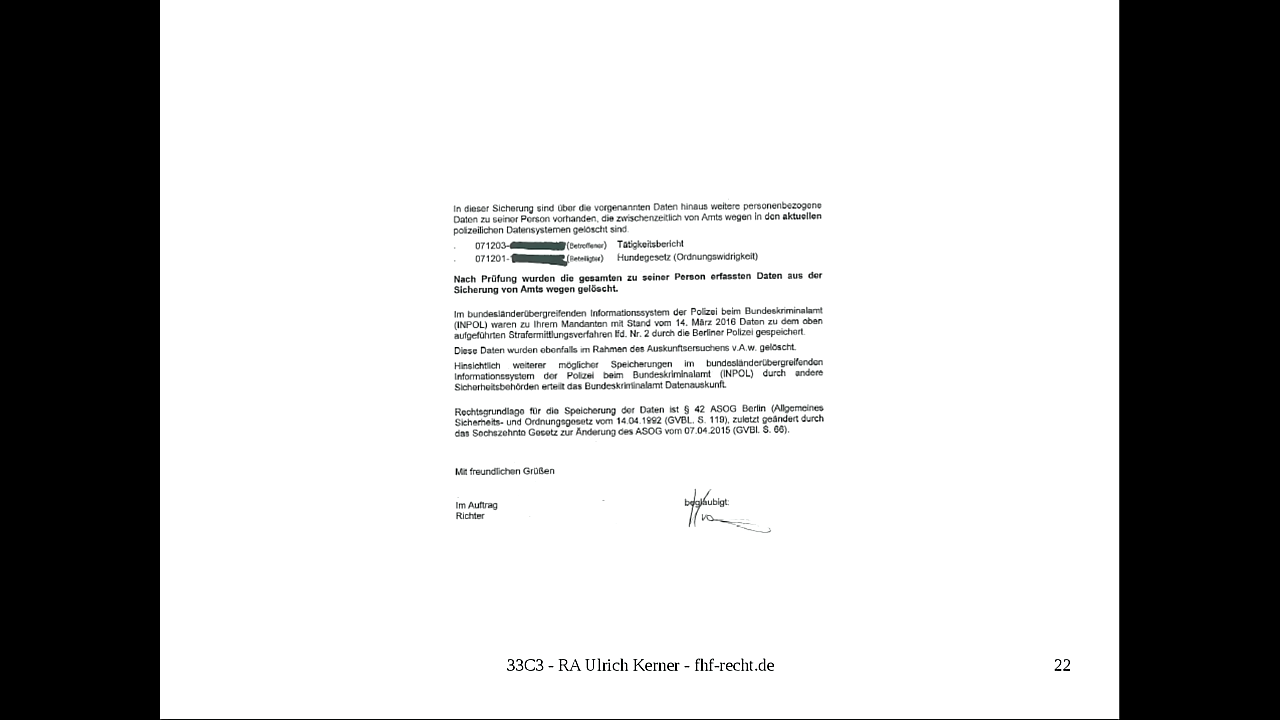 In dieser Sicherung sind über die vorgenannten Daten hinaus weitere personenbezogene
Daten zu seiner Person vorhanden, die zwischenzeitlich von Amts wegen in den aktuellen
polizeilichen Datensystemen gelöscht sind.
071203- (Betroffener) Tätigkeitsbericht
071201- (Beteiligter) Hundegesetz (Ordnungswidrigkeit)
Nach Prüfung wurden die gesamten zu seiner Person erfassten Daten aus der
Sicherung von Amts wegen gelöscht.
Im bundesländerübergreifenden Informationssystem der Polizei beim Bundeskriminalamt
(INPOL) waren zu Ihrem Mandanten mit Stand vom 14. März 2016 Daten zu dem oben
aufgeführten Strafermittlungsverfahren lfd. Nr. 2 durch die Berliner Polizei gespeichert.
Diese Daten wurden ebenfalls im Rahmen des Auskunftsersuchens v.A.w. gelöscht.
Hinsichtlich weiterer möglicher Speicherungen im bundesländerübergreifenden
Informationssystem der Polizei beim Bundeskriminalamt (INPOL) durch andere
Sicherheitsbehörden erteilt das Bundeskriminalamt Datenauskunft.
Rechtsgrundlage für die Speicherung der Daten ist § 42 ASOG Berlin (Allgemeines
Sicherheits- und Ordnungsgesetz vom 14.04.1992 (GVBL. S. 119), zuletzt geändert durch
das Sechszehnte Gesetz zur Änderung des ASOG vom 07.04.2015 (GVBl. S. 66).
Mit freundlichen Grüßen
Im Auftrag
Richter
beglaubigt:
33C3 - RA Ulrich Kerner - fhf-recht.de
22